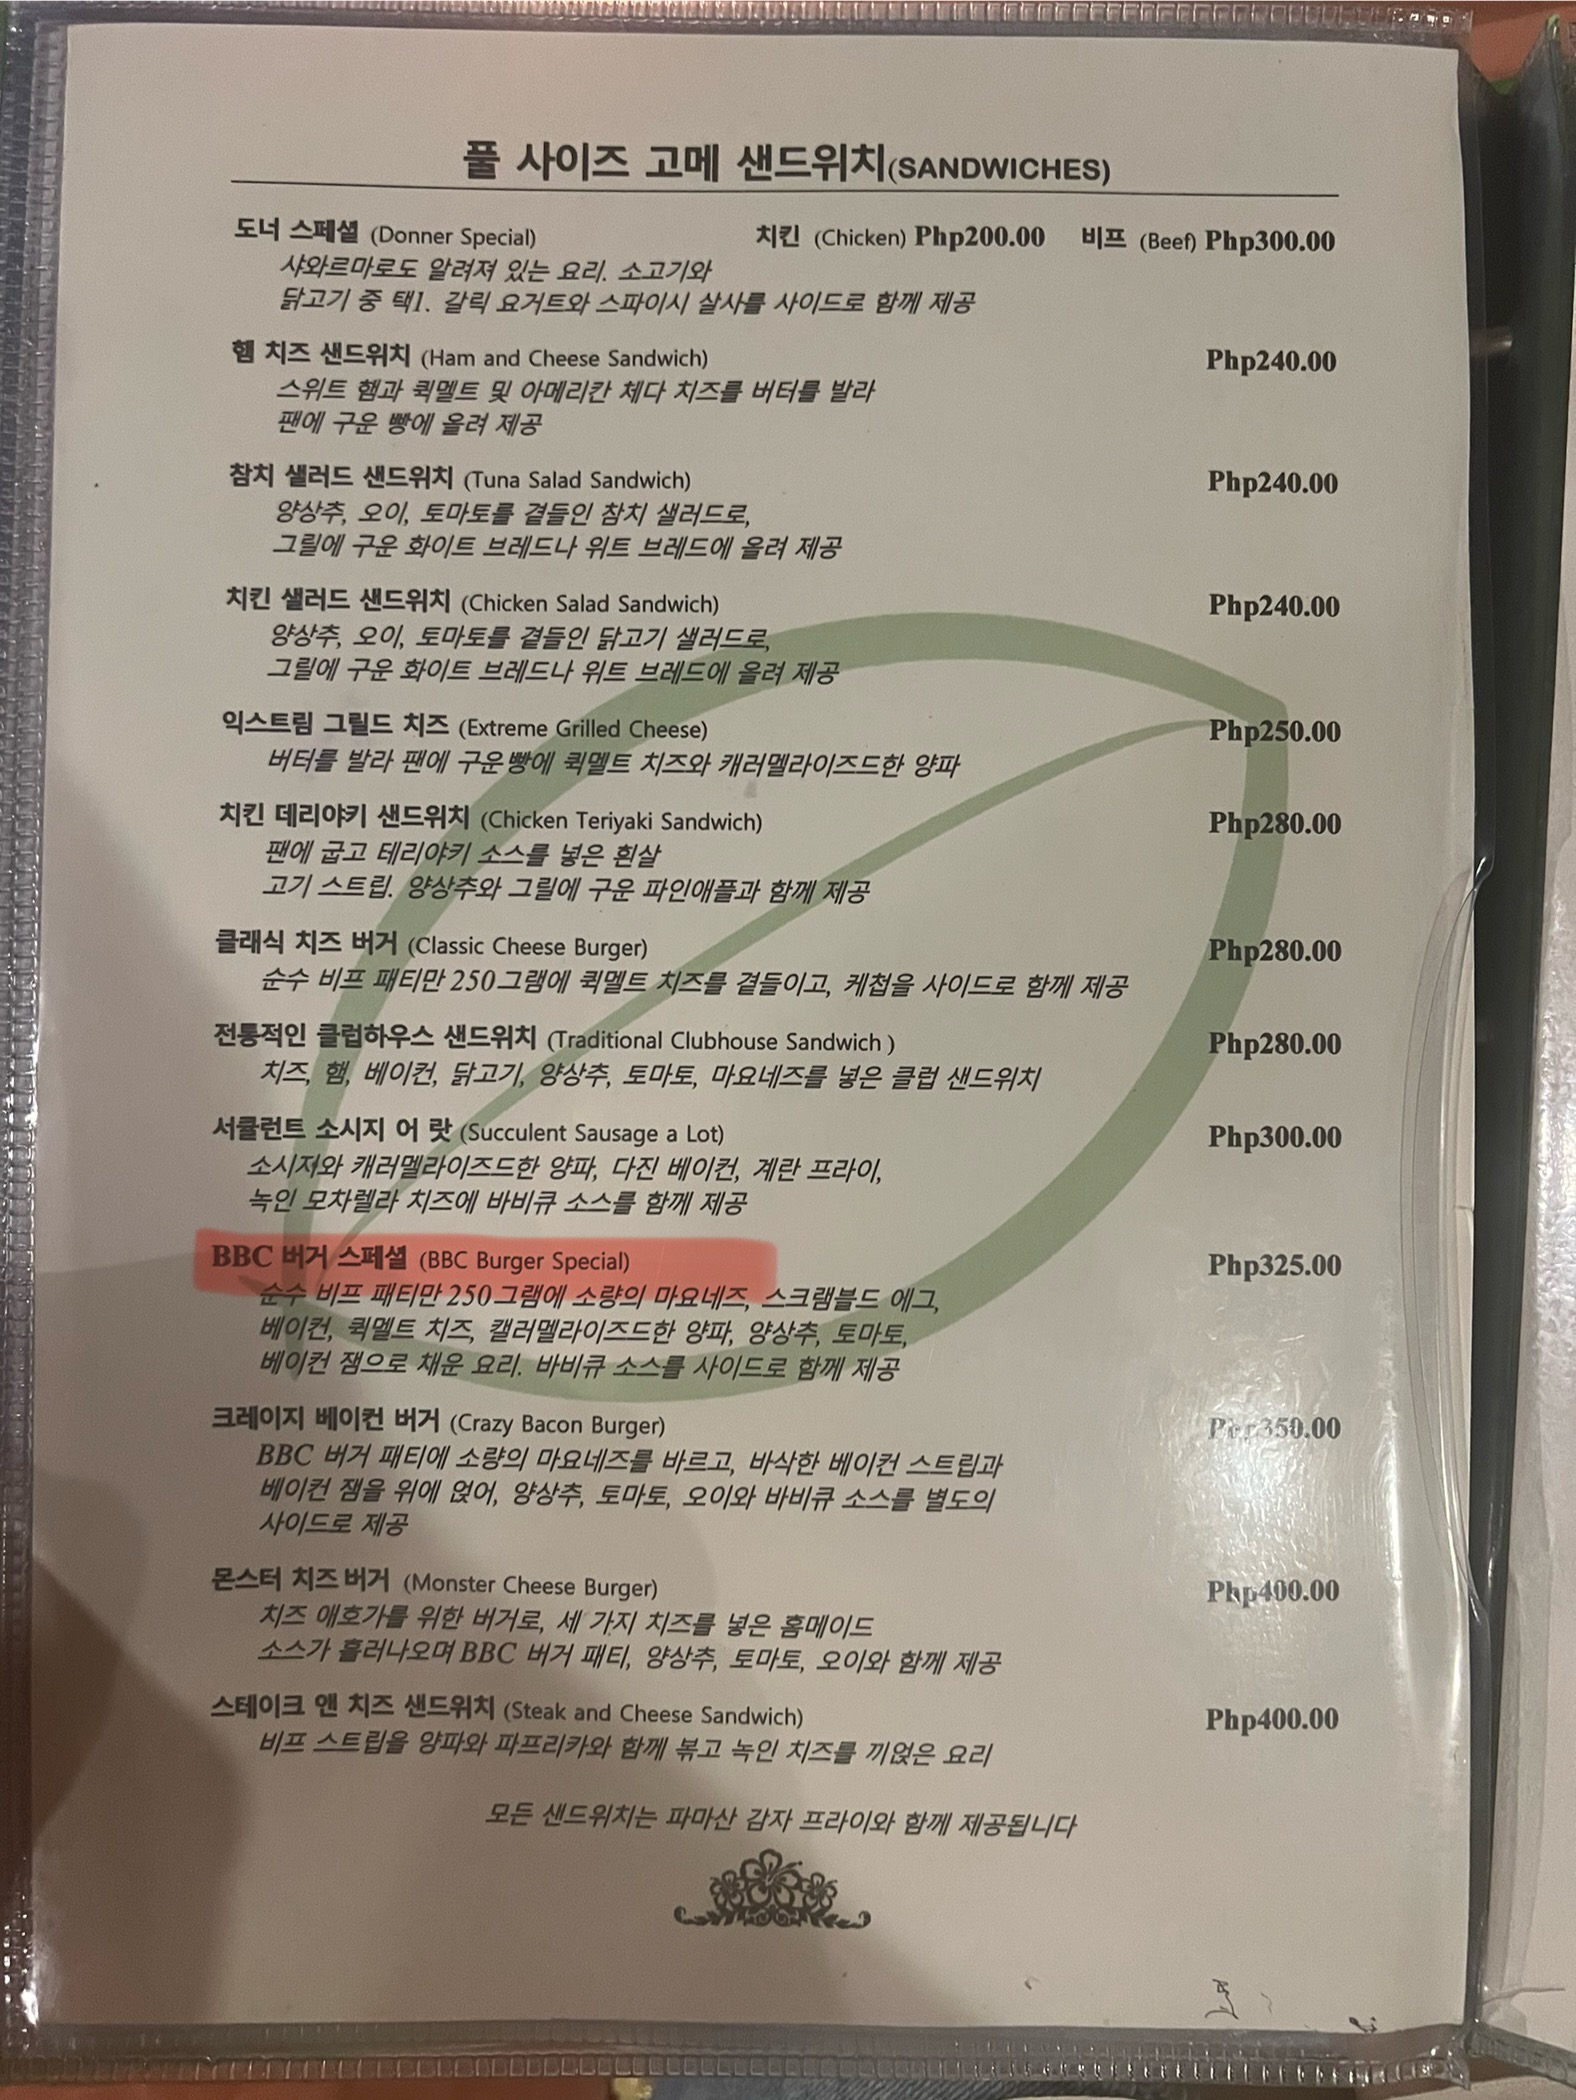 풀 사이즈 고메 샌드위치(SANDWICHES)
도너 스페셜 (Donner Special) 치킨 (Chicken) Php200.00 비프 (Beef) Php300.00
샤와르마로도 알려져 있는 요리. 소고기와
닭고기 중 택1. 갈릭 요거트와 스파이시 살사를 사이드로 함께 제공
햄 치즈 샌드위치 (Ham and Cheese Sandwich) Php240.00
스위트 햄과 퀵멜트 및 아메리칸 체다 치즈를 버터를 발라
팬에 구운 빵에 올려 제공
참치 샐러드 샌드위치 (Tuna Salad Sandwich) Php240.00
양상추, 오이, 토마토를 곁들인 참치 샐러드로,
그릴에 구운 화이트 브레드나 위트 브레드에 올려 제공
치킨 샐러드 샌드위치 (Chicken Salad Sandwich) Php240.00
양상추, 오이, 토마토를 곁들인 닭고기 샐러드로,
그릴에 구운 화이트 브레드나 위트 브레드에 올려 제공
익스트림 그릴드 치즈 (Extreme Grilled Cheese) Php250.00
버터를 발라 팬에 구운 빵에 퀵멜트 치즈와 캐러멜라이즈드한 양파
치킨 데리야키 샌드위치 (Chicken Teriyaki Sandwich) Php280.00
팬에 굽고 테리야키 소스를 넣은 흰살
고기 스트립. 양상추와 그릴에 구운 파인애플과 함께 제공
클래식 치즈 버거 (Classic Cheese Burger) Php280.00
순수 비프 패티만 250그램에 퀵멜트 치즈를 곁들이고, 케첩을 사이드로 함께 제공
전통적인 클럽하우스 샌드위치 (Traditional Clubhouse Sandwich ) Php280.00
치즈, 햄, 베이컨, 닭고기, 양상추, 토마토, 마요네즈를 넣은 클럽 샌드위치
서큘런트 소시지 어 랏 (Succulent Sausage a Lot) Php300.00
소시저와 캐러멜라이즈드한 양파, 다진 베이컨, 계란 프라이,
녹인 모차렐라 치즈에 바비큐 소스를 함께 제공
BBC 버거 스페셜 (BBC Burger Special) Php325.00
순수 비프 패티만 250그램에 소량의 마요네즈, 스크램블드 에그,
베이컨, 퀵멜트 치즈, 캘러멜라이즈드한 양파, 양상추, 토마토,
베이컨 잼으로 채운 요리. 바비큐 소스를 사이드로 함께 제공
크레이지 베이컨 버거 (Crazy Bacon Burger) Php350.00
BBC 버거 패티에 소량의 마요네즈를 바르고, 바삭한 베이컨 스트립과
베이컨 잼을 위에 얹어, 양상추, 토마토, 오이와 바비큐 소스를 별도의
사이드로 제공
몬스터 치즈 버거 (Monster Cheese Burger) Php400.00
치즈 애호가를 위한 버거로, 세 가지 치즈를 넣은 홈메이드
소스가 흘러나오며 BBC 버거 패티, 양상추, 토마토, 오이와 함께 제공
스테이크 앤 치즈 샌드위치 (Steak and Cheese Sandwich) Php400.00
비프 스트립을 양파와 파프리카와 함께 볶고 녹인 치즈를 끼얹은 요리
모든 샌드위치는 파마산 감자 프라이와 함께 제공됩니다